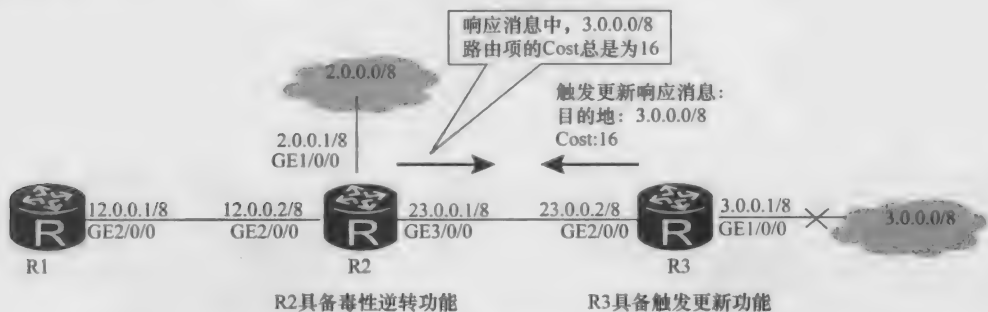 响应消息中，3.0.0.0/8
路由项的Cost总是为16
2.0.0.0/8
触发更新响应消息：
目的地：3.0.0.0/8
Cost:16
2.0.0.1/8
GE1/0/0
12.0.0.1/8
GE2/0/0
12.0.0.2/8
GE2/0/0
23.0.0.1/8
GE3/0/0
23.0.0.2/8
GE2/0/0
3.0.0.1/8
GE1/0/0
3.0.0.0/8
R
R
R
R1
R2
R3
R2具备毒性逆转功能
R3具备触发更新功能